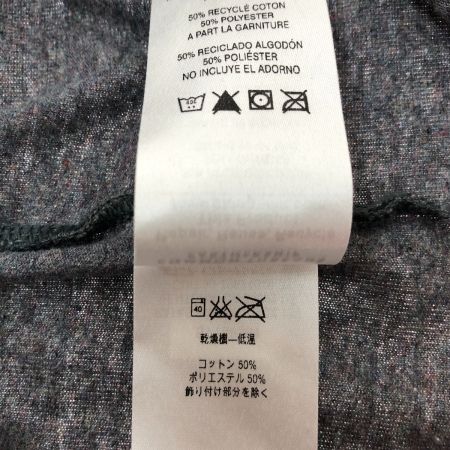 50% RECYCLÉ COTON
50% POLYESTER
À PART LA GARNITURE
50% RECICLADO ALGODÓN
50% POLIÉSTER
NO INCLUYE EL ADORNO
40
乾燥機—低温
コットン 50%
ポリエステル 50%
飾り付け部分を除く